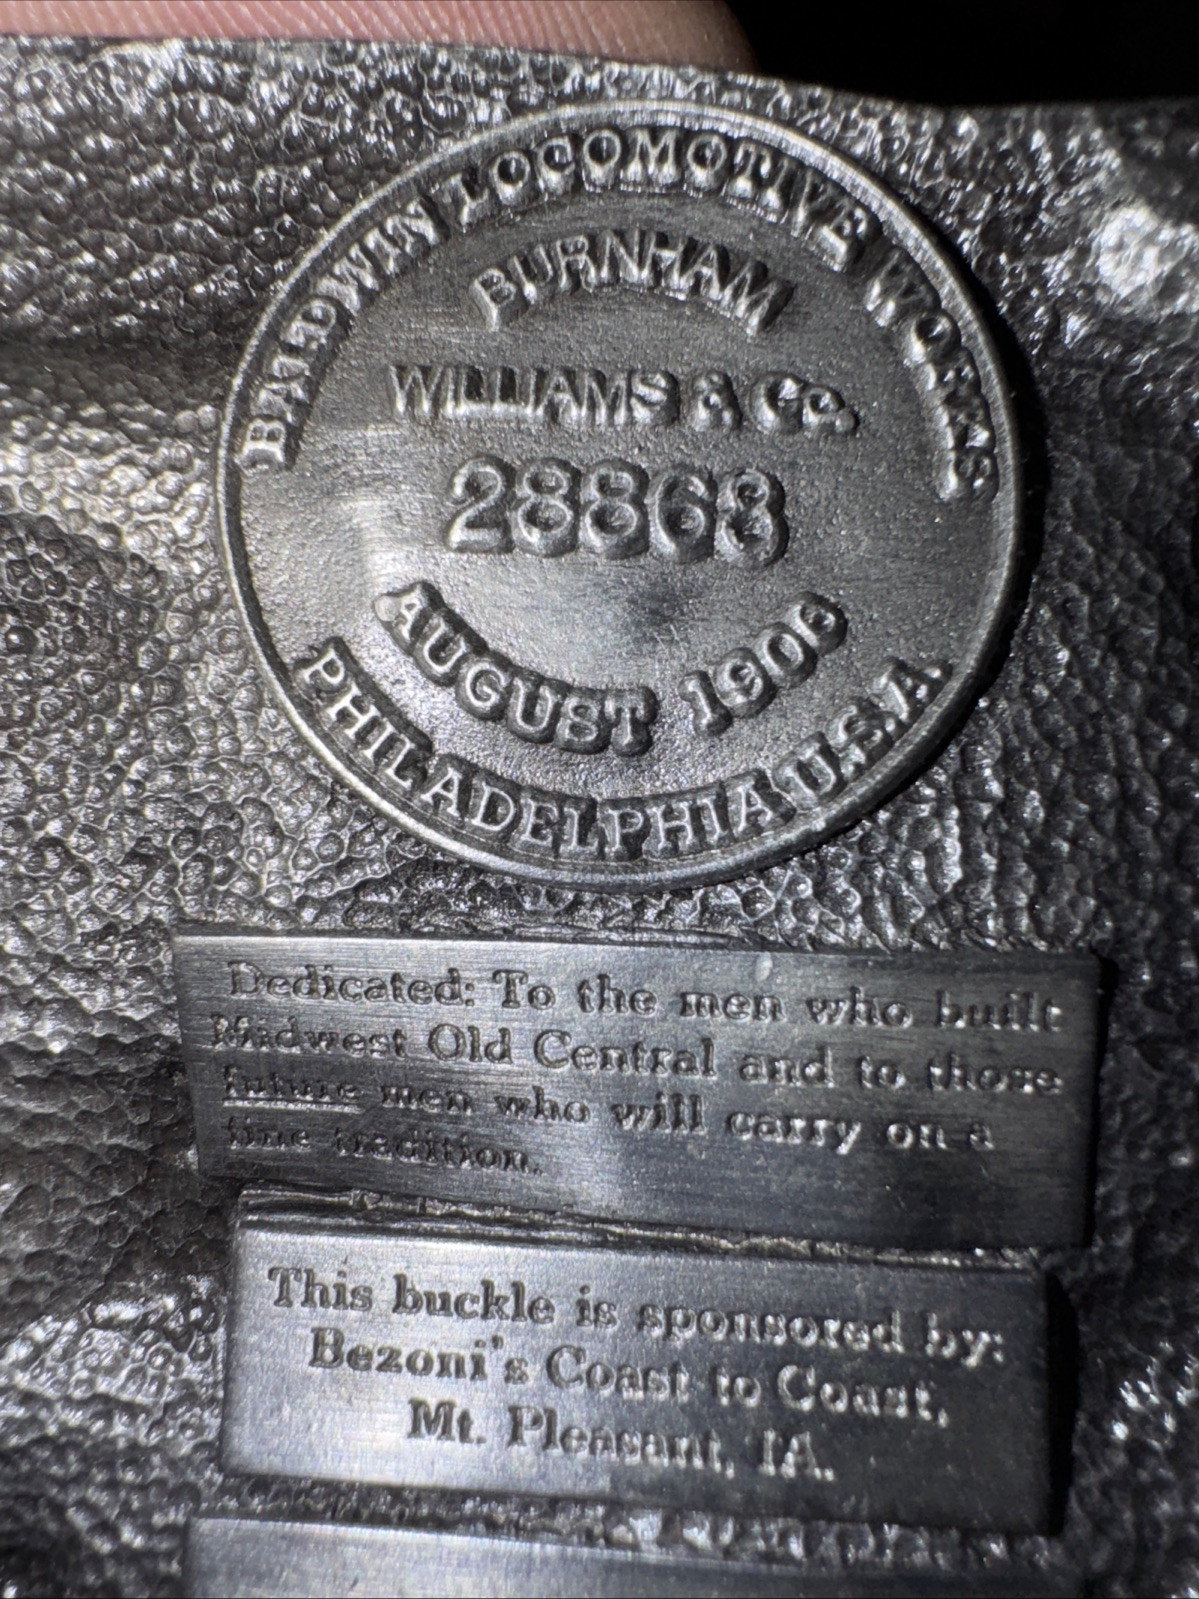 BALDWIN LOCOMOTIVE WORKS
BURNHAM
WILLIAMS & CO.
28863
AUGUST 1906
PHILADELPHIA U.S.A.
Dedicated: To the men who built
Midwest Old Central and to those
future men who will carry on a
fine tradition.
This buckle is sponsored by:
Bezoni's Coast to Coast,
Mt. Pleasant, IA.